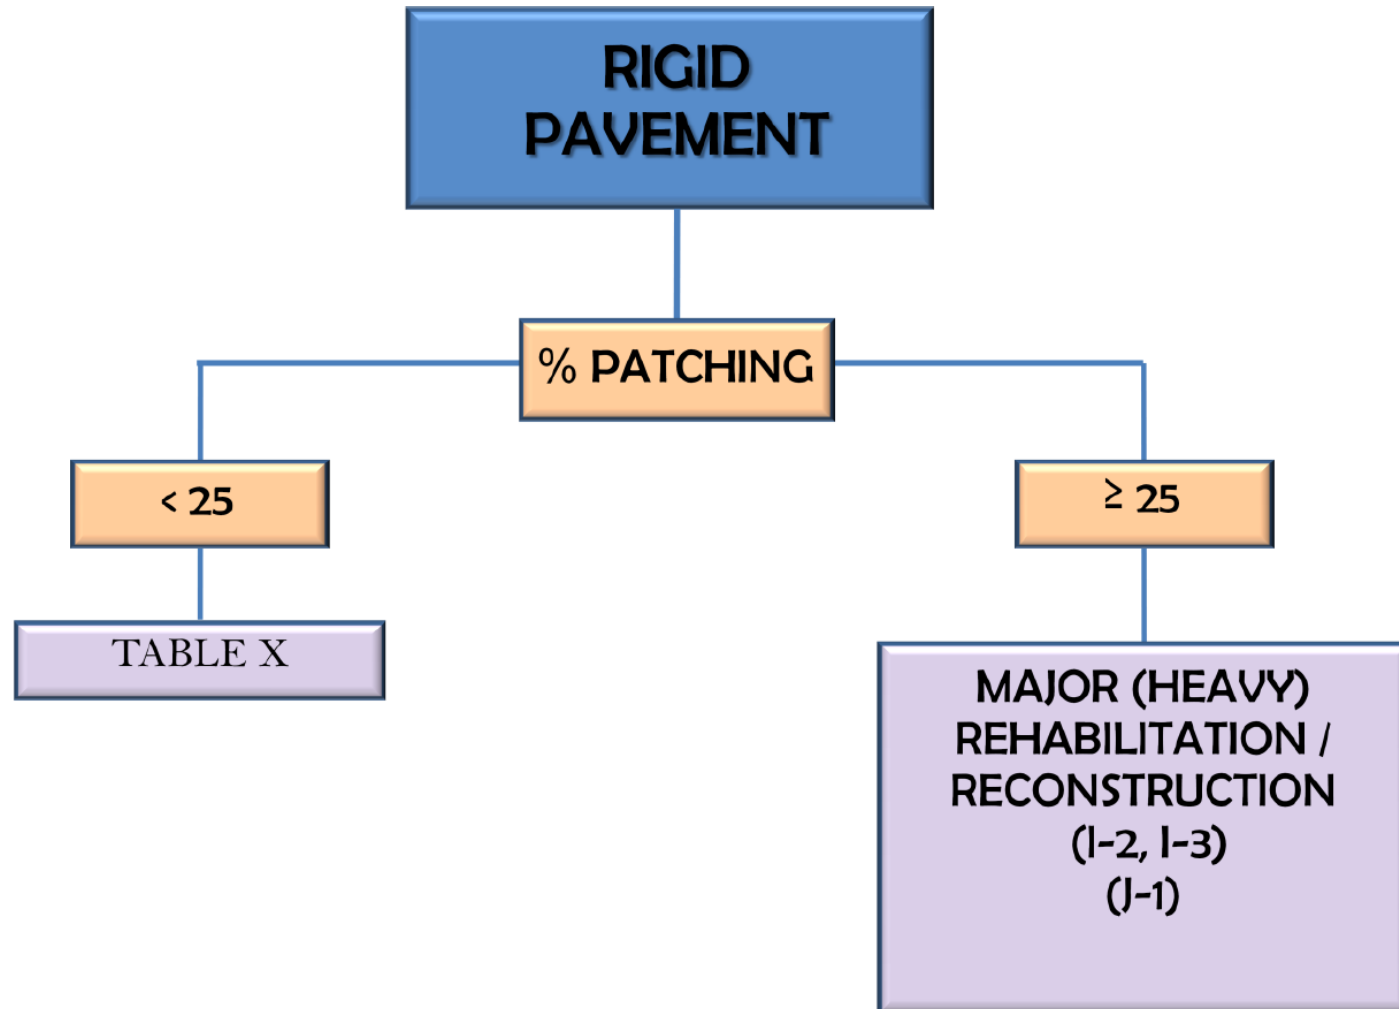 RIGID
PAVEMENT
% PATCHING
< 25
≥ 25
TABLE X
MAJOR (HEAVY)
REHABILITATION /
RECONSTRUCTION
(I-2, I-3)
(J-1)